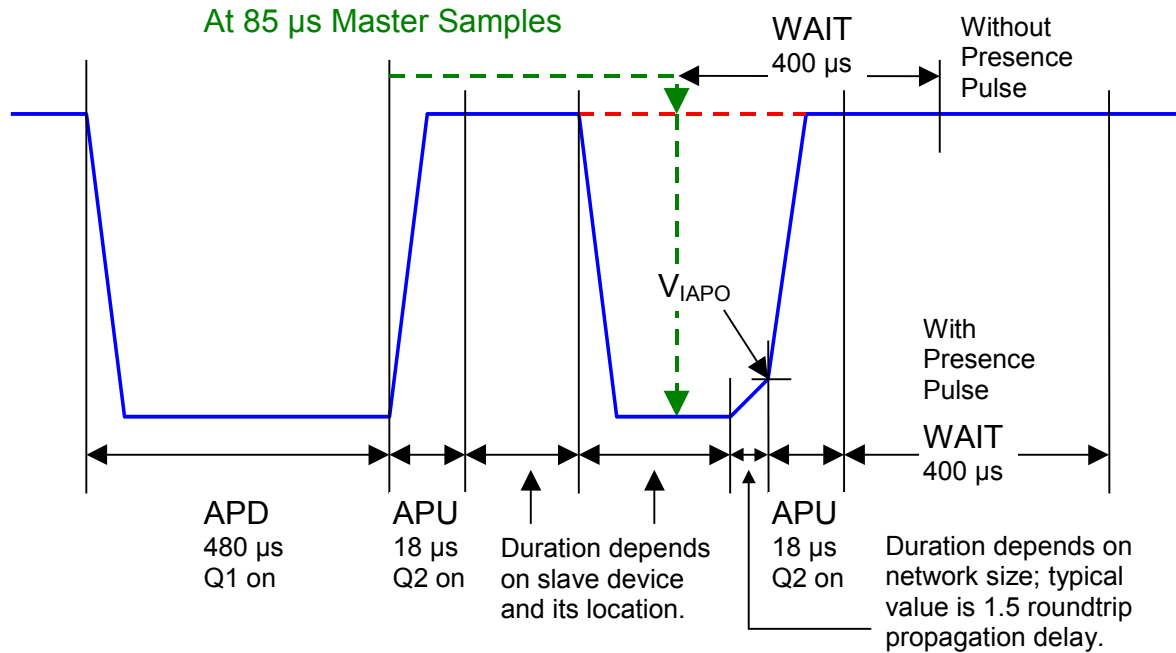 At 85 µs Master Samples
WAIT
400 µs
Without
Presence
Pulse
VIAPO
With
Presence
Pulse
WAIT
400 µs
APD
480 µs
Q1 on
APU
18 µs
Q2 on
Duration depends
on slave device
and its location.
APU
18 µs
Q2 on
Duration depends on
network size; typical
value is 1.5 roundtrip
propagation delay.